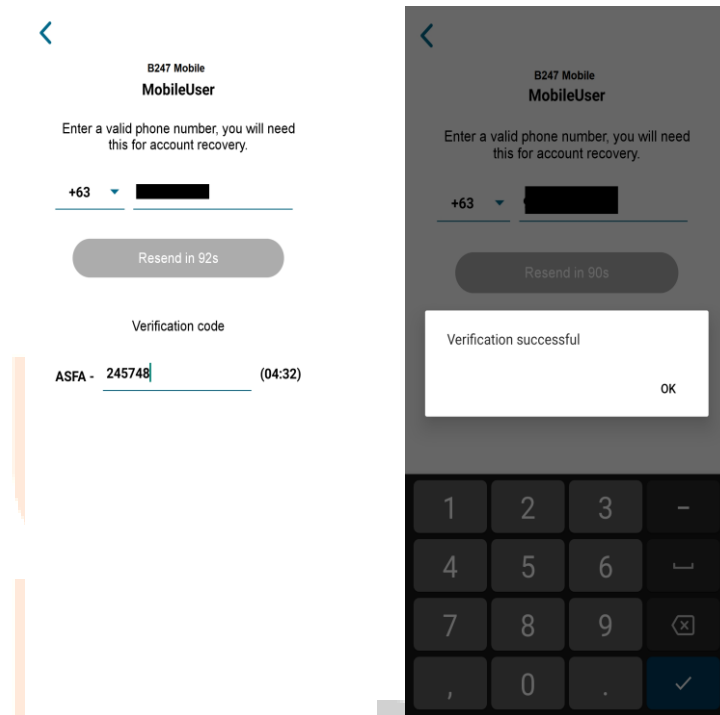 B247 Mobile
MobileUser
Enter a valid phone number, you will need
this for account recovery.
+63
Resend in 92s
Verification code
ASFA - 245748 (04:32)
B247 Mobile
MobileUser
Enter a valid phone number, you will need
this for account recovery.
+63
Resend in 90s
Verification successful
OK
1 2 3 -
4 5 6
7 8 9
, 0 .